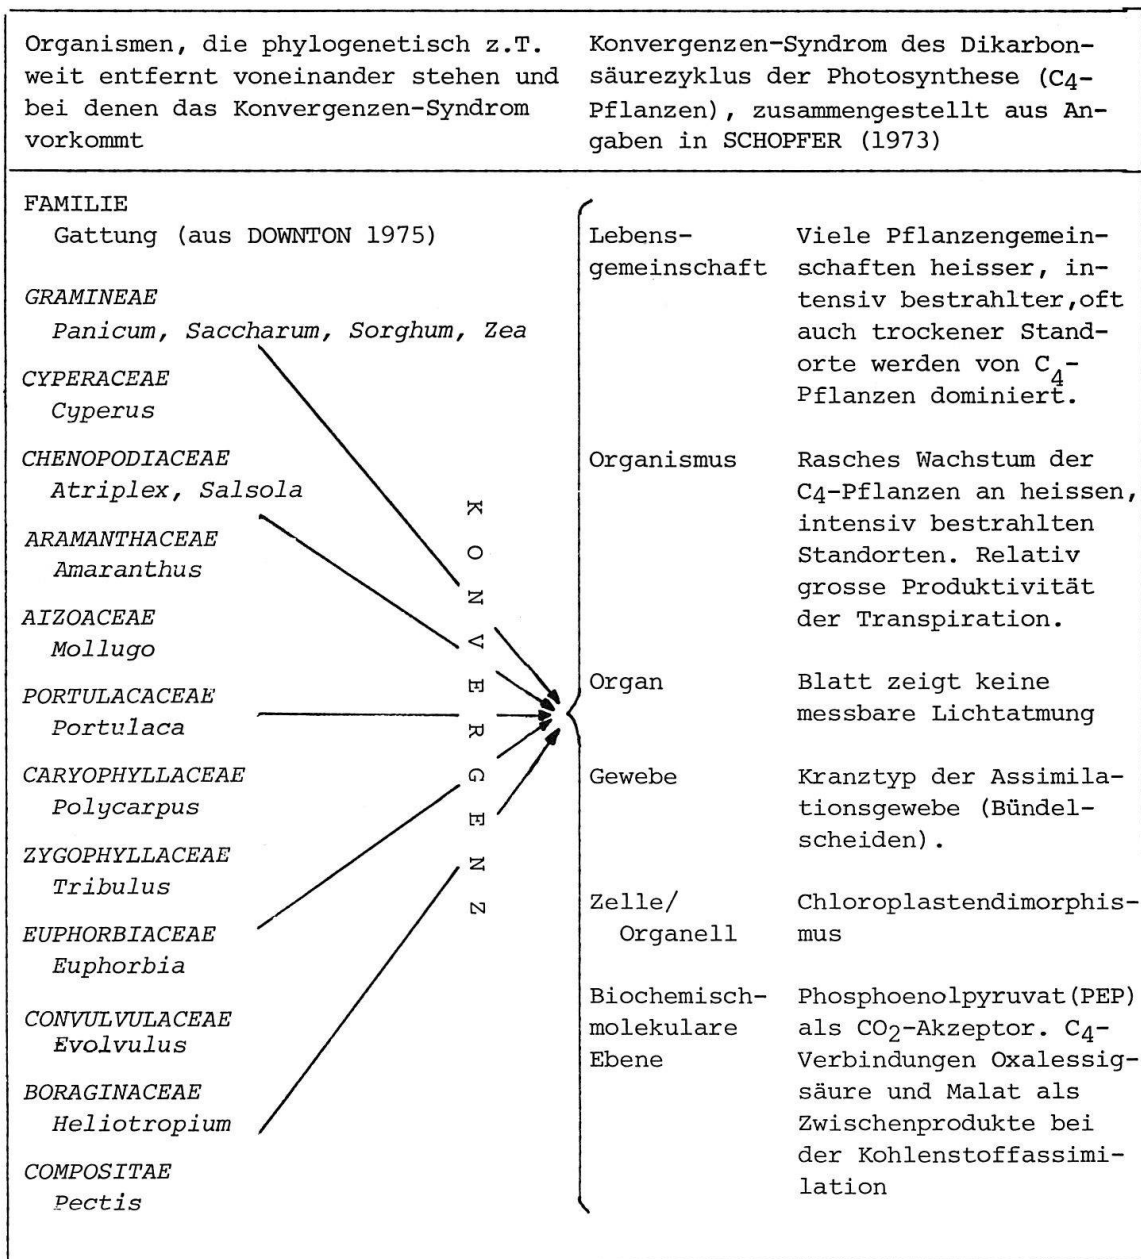 Organismen, die phylogenetisch z.T.
weit entfernt voneinander stehen und
bei denen das Konvergenzen-Syndrom
vorkommt
Konvergenzen-Syndrom des Dikarbon-
säurezyklus der Photosynthese (C4-
Pflanzen), zusammengestellt aus An-
gaben in SCHOPFER (1973)
FAMILIE
Gattung (aus DOWNTON 1975)
GRAMINEAE
Panicum, Saccharum, Sorghum, Zea
CYPERACEAE
Cyperus
CHENOPODIACEAE
Atriplex, Salsola
ARAMANTHACEAE
Amaranthus
AIZOACEAE
Mollugo
PORTULACACEAE
Portulaca
CARYOPHYLLACEAE
Polycarpus
ZYGOPHYLLACEAE
Tribulus
EUPHORBIACEAE
Euphorbia
CONVULVULACEAE
Evolvulus
BORAGINACEAE
Heliotropium
COMPOSITAE
Pectis
KONVERGENZ
Lebens-
gemeinschaft
Viele Pflanzengemein-
schaften heisser, in-
tensiv bestrahlter,oft
auch trockener Stand-
orte werden von C4-
Pflanzen dominiert.
Organismus
Rasches Wachstum der
C4-Pflanzen an heissen,
intensiv bestrahlten
Standorten. Relativ
grosse Produktivität
der Transpiration.
Organ
Blatt zeigt keine
messbare Lichtatmung
Gewebe
Kranztyp der Assimila-
tionsgewebe (Bündel-
scheiden).
Zelle/
Organell
Chloroplastendimorphis-
mus
Biochemisch-
molekulare
Ebene
Phosphoenolpyruvat(PEP)
als CO2-Akzeptor. C4-
Verbindungen Oxalessig-
säure und Malat als
Zwischenprodukte bei
der Kohlenstoffassimi-
lation